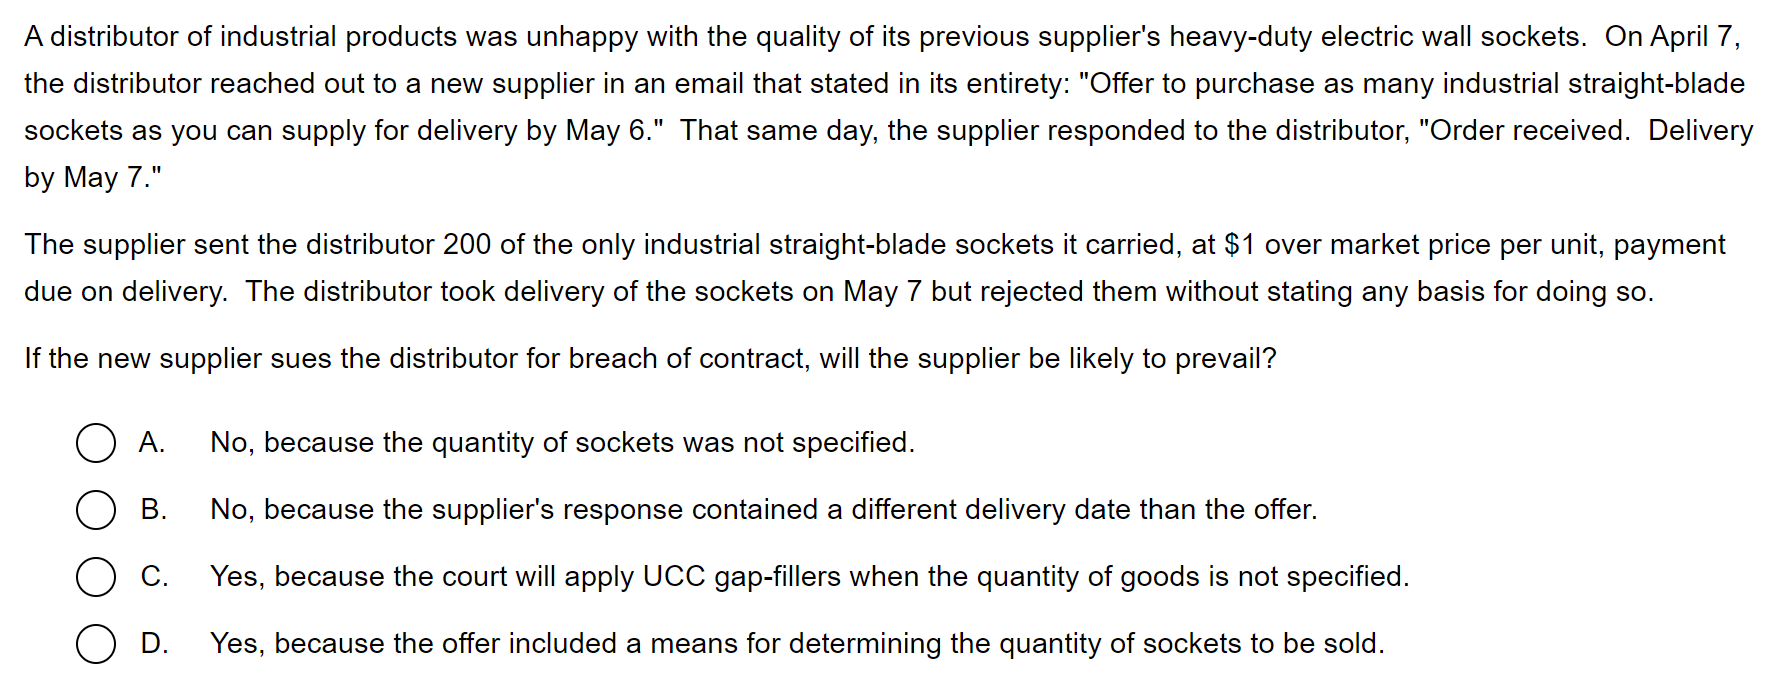 A distributor of industrial products was unhappy with the quality of its previous supplier's heavy-duty electric wall sockets.  On April 7,
the distributor reached out to a new supplier in an email that stated in its entirety: "Offer to purchase as many industrial straight-blade
sockets as you can supply for delivery by May 6."  That same day, the supplier responded to the distributor, "Order received.  Delivery
by May 7."
The supplier sent the distributor 200 of the only industrial straight-blade sockets it carried, at $1 over market price per unit, payment
due on delivery.  The distributor took delivery of the sockets on May 7 but rejected them without stating any basis for doing so.
If the new supplier sues the distributor for breach of contract, will the supplier be likely to prevail?
A. No, because the quantity of sockets was not specified.
B. No, because the supplier's response contained a different delivery date than the offer.
C. Yes, because the court will apply UCC gap-fillers when the quantity of goods is not specified.
D. Yes, because the offer included a means for determining the quantity of sockets to be sold.